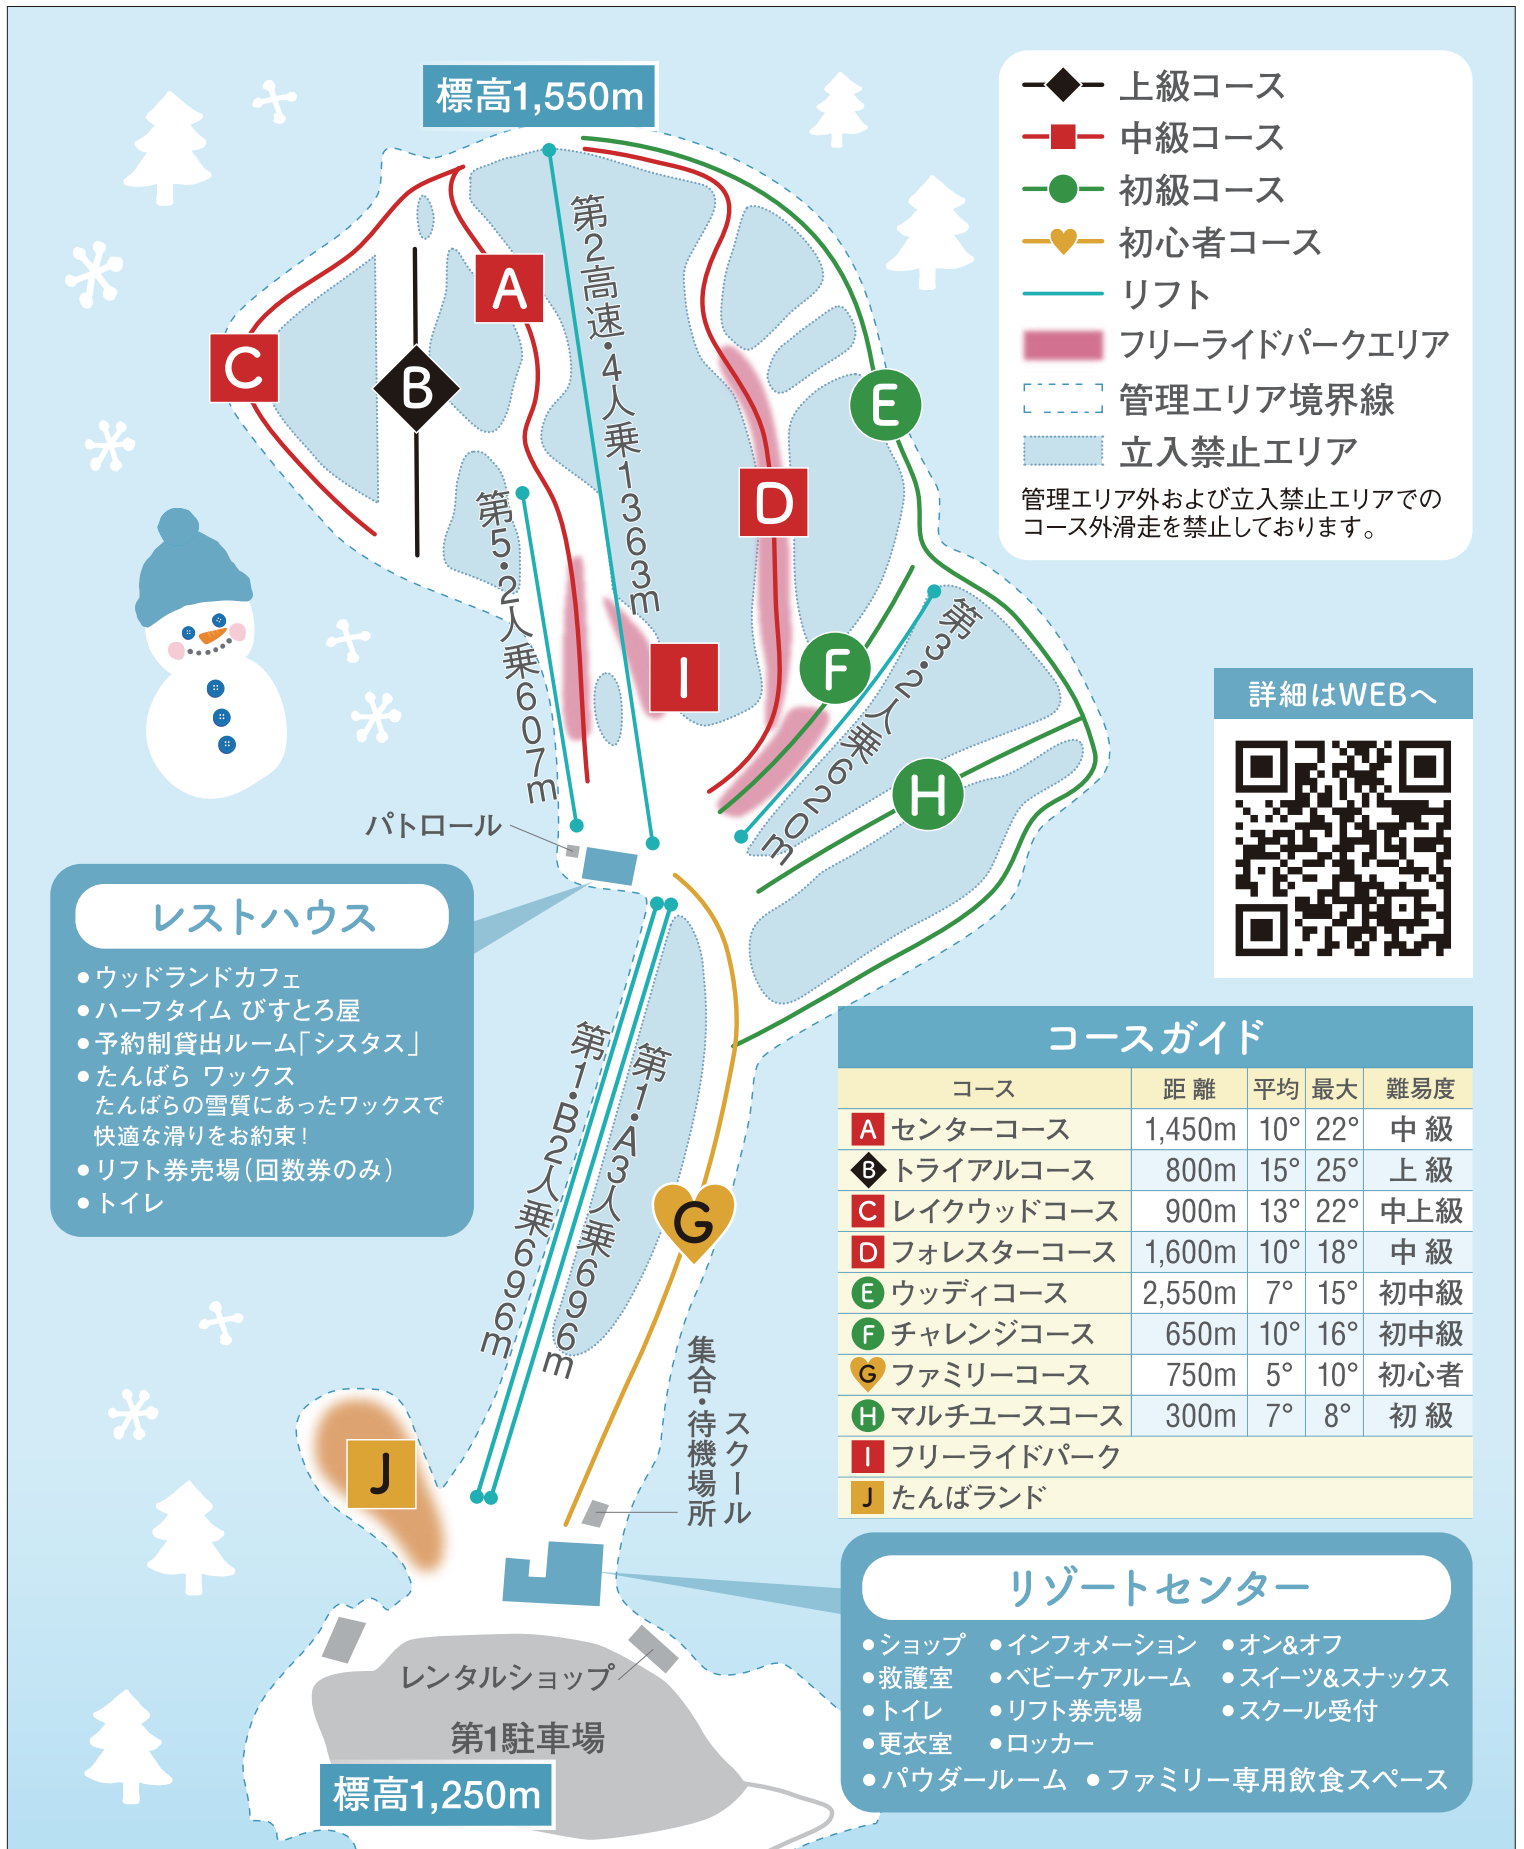 標高1,550m
上級コース
中級コース
初級コース
初心者コース
リフト
フリーライドパークエリア
管理エリア境界線
立入禁止エリア
管理エリア外および立入禁止エリアでの
コース外滑走を禁止しております。
A
B
C
D
E
F
G
H
I
J
第2高速・4人乗1363m
第5・2人乗607m
第3・2人乗620m
第1・A3人乗696m
第1・B2人乗696m
パトロール
レストハウス
●ウッドランドカフェ
●ハーフタイム びすとろ屋
●予約制貸出ルーム「シスタス」
●たんばら ワックス
たんばらの雪質にあったワックスで
快適な滑りをお約束!
●リフト券売場(回数券のみ)
●トイレ
詳細はWEBへ
スクール
集合・待機場所
レンタルショップ
第1駐車場
標高1,250m
コースガイド
コース 距離 平均 最大 難易度
A センターコース 1,450m 10° 22° 中級
B トライアルコース 800m 15° 25° 上級
C レイクウッドコース 900m 13° 22° 中上級
D フォレスターコース 1,600m 10° 18° 中級
E ウッディコース 2,550m 7° 15° 初中級
F チャレンジコース 650m 10° 16° 初中級
G ファミリーコース 750m 5° 10° 初心者
H マルチユースコース 300m 7° 8° 初級
I フリーライドパーク
J たんばランド
リゾートセンター
●ショップ ●インフォメーション ●オン&オフ
●救護室 ●ベビーケアルーム ●スイーツ&スナックス
●トイレ ●リフト券売場 ●スクール受付
●更衣室 ●ロッカー
●パウダールーム ●ファミリー専用飲食スペース